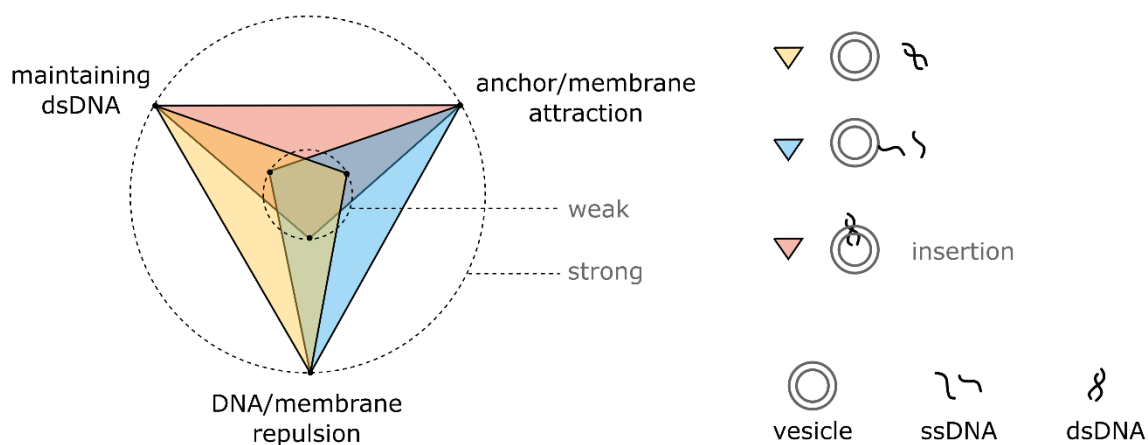 maintaining
dsDNA
anchor/membrane
attraction
weak
strong
DNA/membrane
repulsion
insertion
vesicle
ssDNA
dsDNA